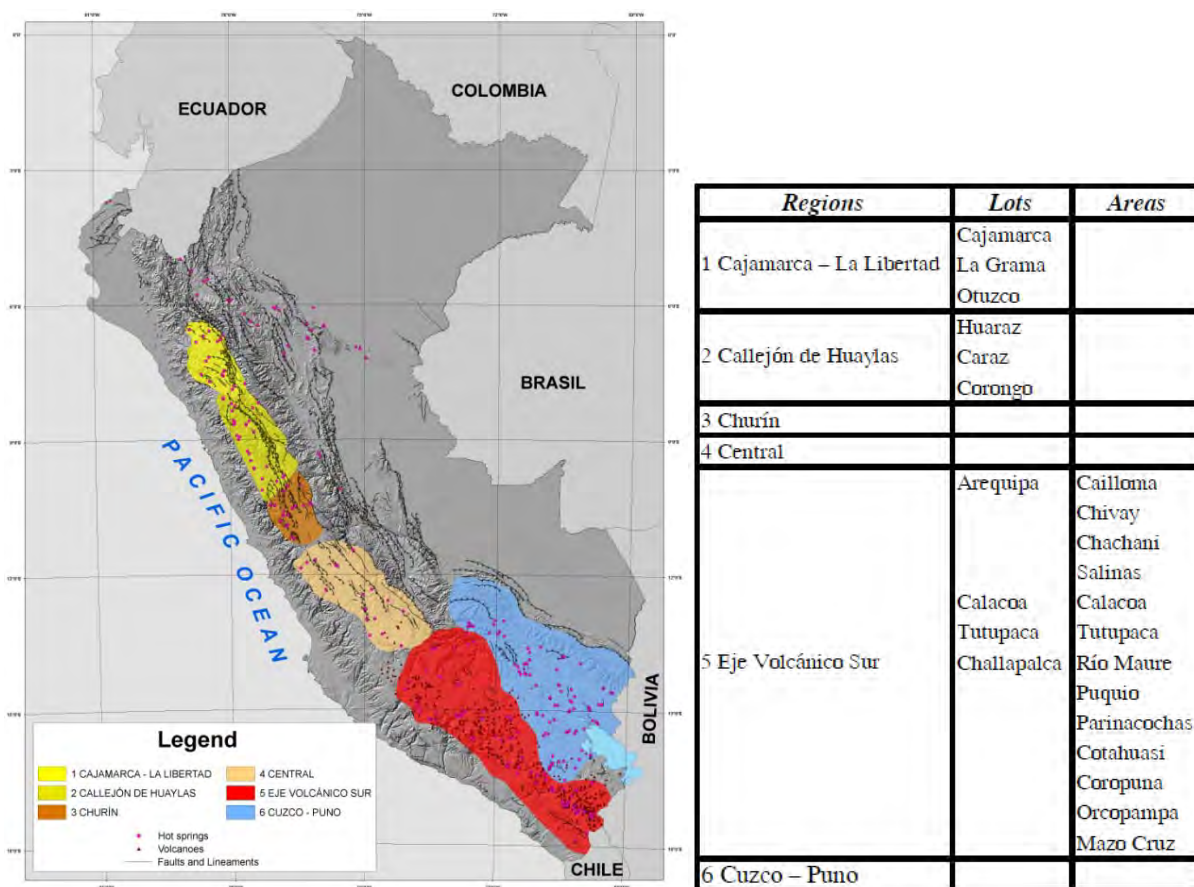 ECUADOR
COLOMBIA
BRASIL
PACIFIC OCEAN
BOLIVIA
CHILE
Legend
1 CAJAMARCA - LA LIBERTAD
2 CALLEJÓN DE HUAYLAS
3 CHURÍN
4 CENTRAL
5 EJE VOLCÁNICO SUR
6 CUZCO - PUNO
Hot springs
Volcanoes
Faults and Lineaments
Regions Lots Areas
1 Cajamarca – La Libertad
Cajamarca
La Grama
Otuzco
2 Callejón de Huaylas
Huaraz
Caraz
Corongo
3 Churín
4 Central
5 Eje Volcánico Sur
Arequipa Cailloma
Chivay
Chachani
Salinas
Calacoa Calacoa
Tutupaca Tutupaca
Challapalca Río Maure
Puquio
Parinacochas
Cotahuasi
Coropuna
Orcopampa
Mazo Cruz
6 Cuzco – Puno